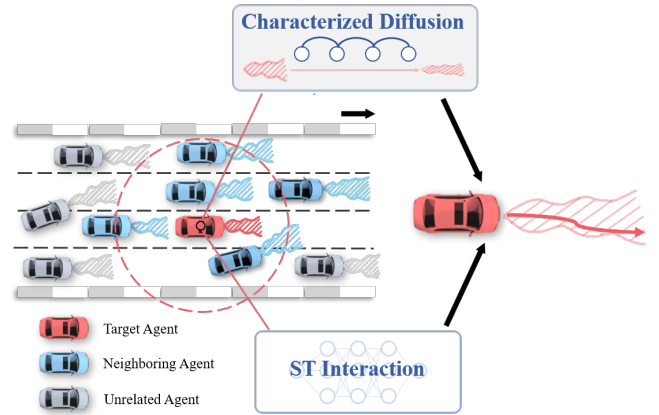 Characterized Diffusion
ST Interaction
Target Agent
Neighboring Agent
Unrelated Agent